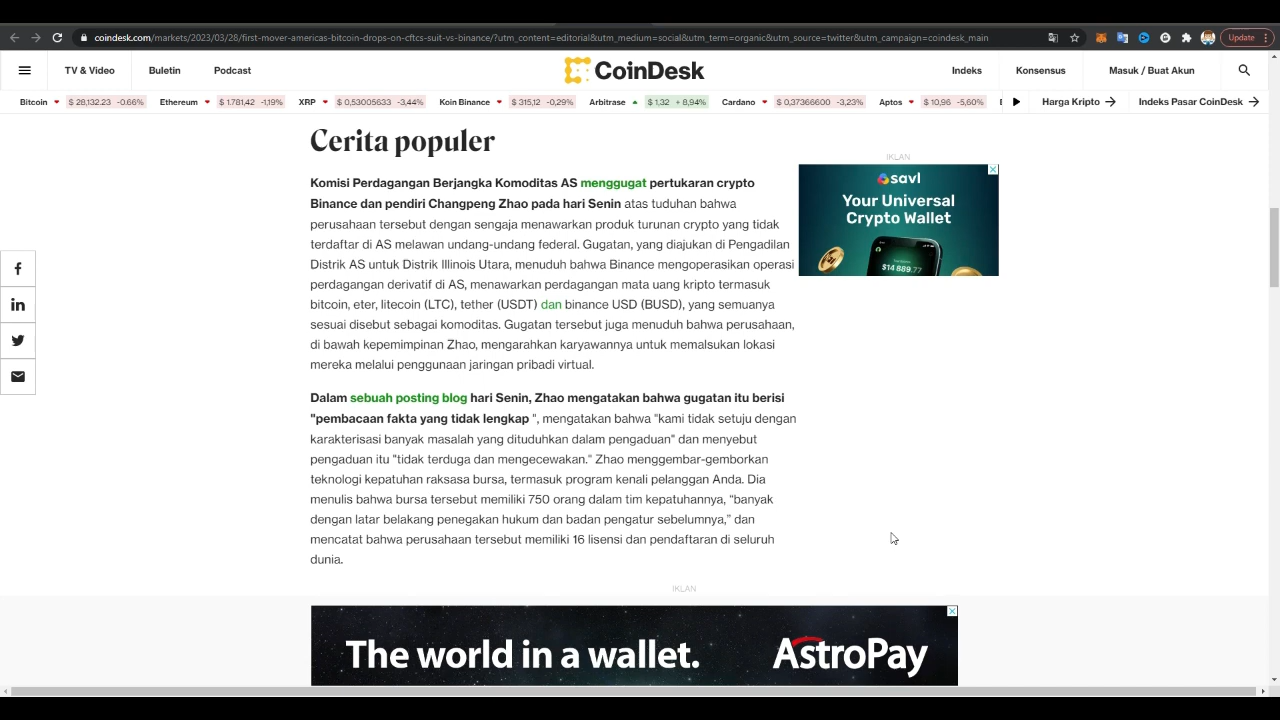 coindesk.com/markets/2023/03/28/first-mover-americas-bitcoin-drops-on-cftcs-suit-vs-binance/?utm_content=editorial&utm_medium=social&utm_term=organic&utm_source=twitter&utm_campaign=coindesk_main
Update
TV & Video
Buletin
Podcast
CoinDesk
Indeks
Konsensus
Masuk / Buat Akun
Bitcoin $ 28,132.23 -0.66%
Ethereum $ 1.781,42 -1,19%
XRP $ 0,53005633 -3,44%
Koin Binance $ 315,12 -0,29%
Arbitrase $ 1,32 + 8,94%
Cardano $ 0,37366600 -3,23%
Aptos $ 10,96 -5,60%
Harga Kripto
Indeks Pasar CoinDesk
Cerita populer
Komisi Perdagangan Berjangka Komoditas AS menggugat pertukaran crypto
Binance dan pendiri Changpeng Zhao pada hari Senin atas tuduhan bahwa
perusahaan tersebut dengan sengaja menawarkan produk turunan crypto yang tidak
terdaftar di AS melawan undang-undang federal. Gugatan, yang diajukan di Pengadilan
Distrik AS untuk Distrik Illinois Utara, menuduh bahwa Binance mengoperasikan operasi
perdagangan derivatif di AS, menawarkan perdagangan mata uang kripto termasuk
bitcoin, eter, litecoin (LTC), tether (USDT) dan binance USD (BUSD), yang semuanya
sesuai disebut sebagai komoditas. Gugatan tersebut juga menuduh bahwa perusahaan,
di bawah kepemimpinan Zhao, mengarahkan karyawannya untuk memalsukan lokasi
mereka melalui penggunaan jaringan pribadi virtual.
Dalam sebuah posting blog hari Senin, Zhao mengatakan bahwa gugatan itu berisi
"pembacaan fakta yang tidak lengkap ", mengatakan bahwa "kami tidak setuju dengan
karakterisasi banyak masalah yang dituduhkan dalam pengaduan" dan menyebut
pengaduan itu "tidak terduga dan mengecewakan." Zhao menggembar-gemborkan
teknologi kepatuhan raksasa bursa, termasuk program kenali pelanggan Anda. Dia
menulis bahwa bursa tersebut memiliki 750 orang dalam tim kepatuhannya, “banyak
dengan latar belakang penegakan hukum dan badan pengatur sebelumnya,” dan
mencatat bahwa perusahaan tersebut memiliki 16 lisensi dan pendaftaran di seluruh
dunia.
IKLAN
savl
Your Universal
Crypto Wallet
$14 889.77
IKLAN
The world in a wallet.
AstroPay